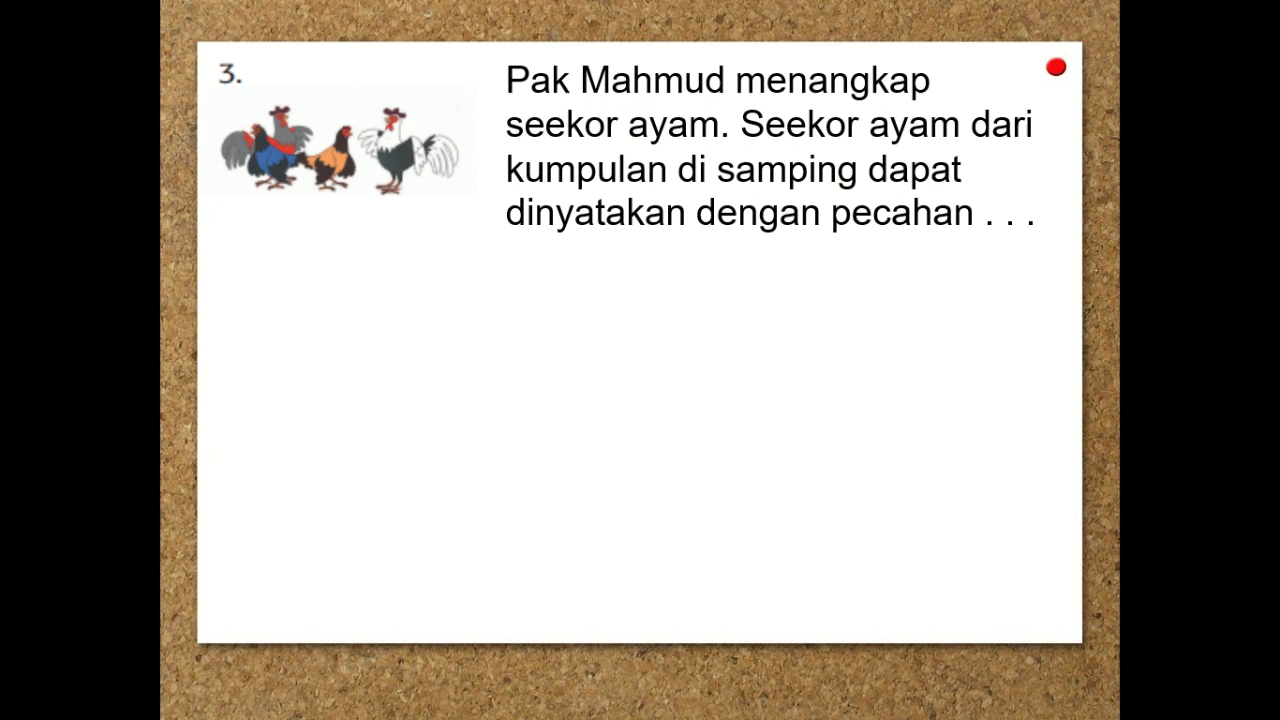 3.
Pak Mahmud menangkap
seekor ayam. Seekor ayam dari
kumpulan di samping dapat
dinyatakan dengan pecahan . . .